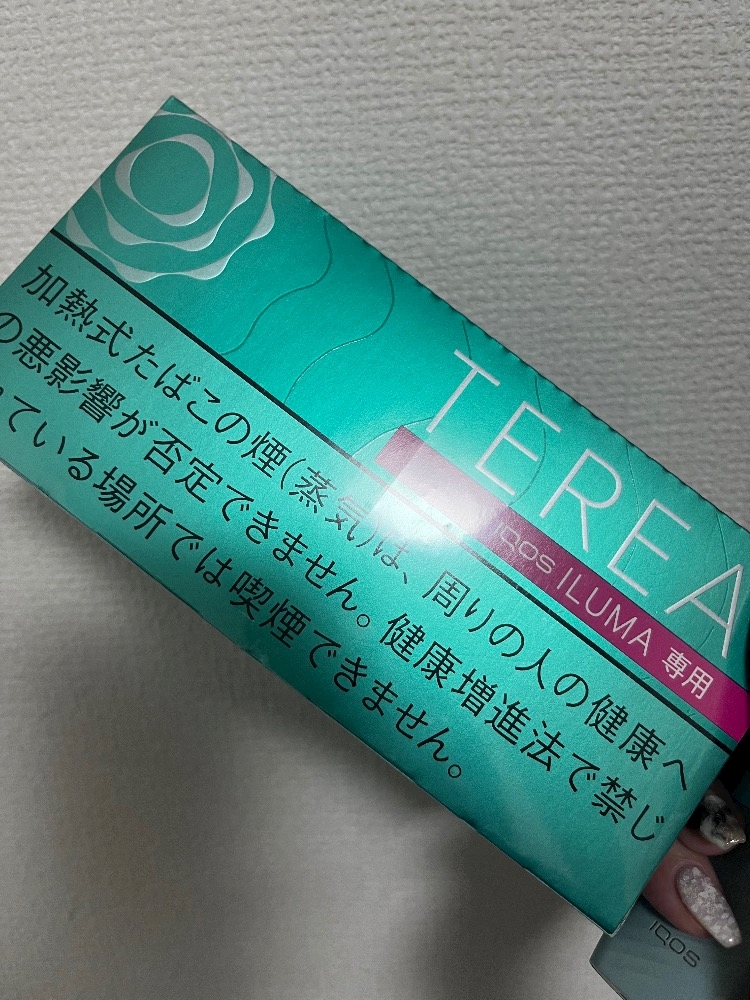 TEREA
IQOS ILUMA 専用
加熱式たばこの煙(蒸気)は、周りの人の健康へ
の悪影響が否定できません。健康増進法で禁じ
ている場所では喫煙できません。
IQOS